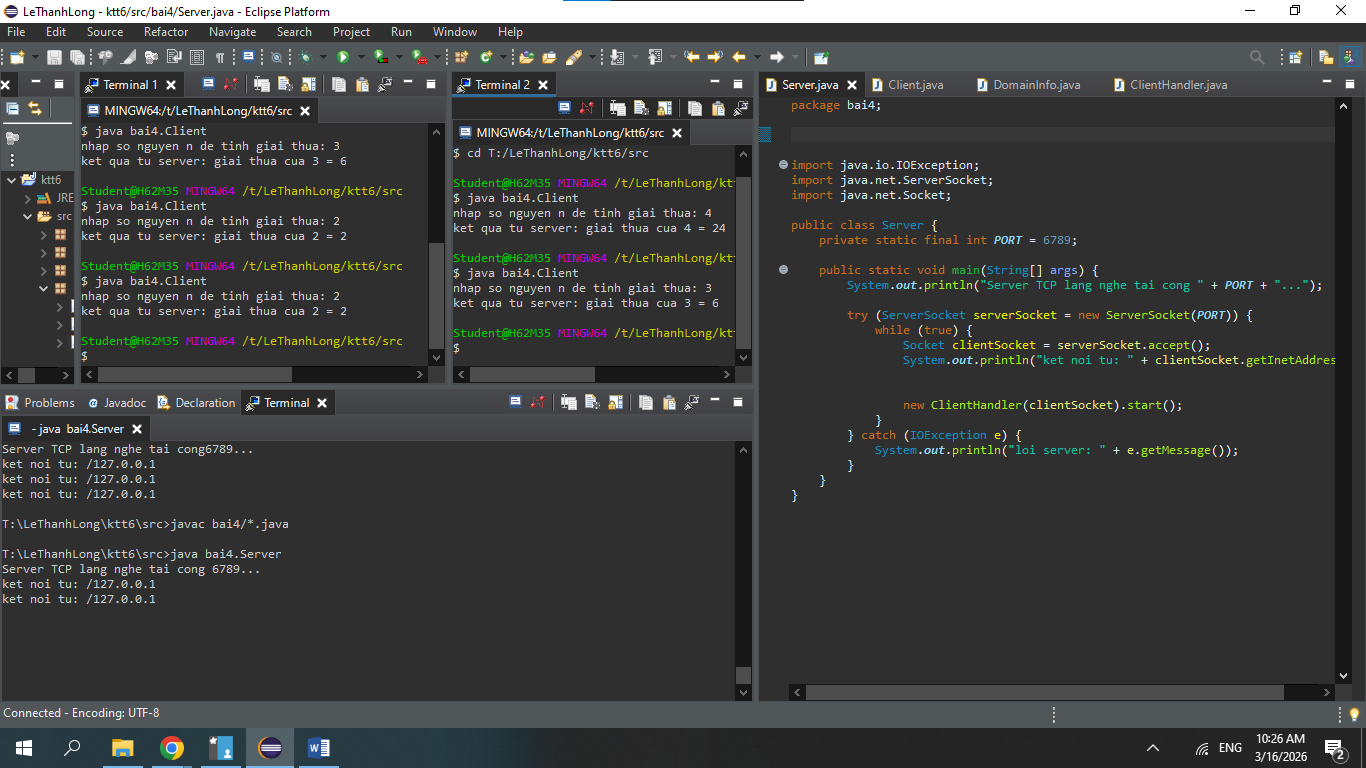 LeThanhLong - ktt6/src/bai4/Server.java - Eclipse Platform
File Edit Source Refactor Navigate Search Project Run Window Help
Terminal 1
MINGW64:/t/LeThanhLong/ktt6/src
$ java bai4.Client
nhap so nguyen n de tinh giai thua: 3
ket qua tu server: giai thua cua 3 = 6
Student@H62M35 MINGW64 /t/LeThanhLong/ktt6/src
$ java bai4.Client
nhap so nguyen n de tinh giai thua: 2
ket qua tu server: giai thua cua 2 = 2
Student@H62M35 MINGW64 /t/LeThanhLong/ktt6/src
$ java bai4.Client
nhap so nguyen n de tinh giai thua: 2
ket qua tu server: giai thua cua 2 = 2
Student@H62M35 MINGW64 /t/LeThanhLong/ktt6/src
$
Terminal 2
MINGW64:/t/LeThanhLong/ktt6/src
$ cd T:/LeThanhLong/ktt6/src
Student@H62M35 MINGW64 /t/LeThanhLong/ktt
$ java bai4.Client
nhap so nguyen n de tinh giai thua: 4
ket qua tu server: giai thua cua 4 = 24
Student@H62M35 MINGW64 /t/LeThanhLong/ktt
$ java bai4.Client
nhap so nguyen n de tinh giai thua: 3
ket qua tu server: giai thua cua 3 = 6
Student@H62M35 MINGW64 /t/LeThanhLong/ktt
$
ktt6
JRE
src
Server.java Client.java DomainInfo.java ClientHandler.java
package bai4;
import java.io.IOException;
import java.net.ServerSocket;
import java.net.Socket;
public class Server {
private static final int PORT = 6789;
public static void main(String[] args) {
System.out.println("Server TCP lang nghe tai cong " + PORT + "...");
try (ServerSocket serverSocket = new ServerSocket(PORT)) {
while (true) {
Socket clientSocket = serverSocket.accept();
System.out.println("ket noi tu: " + clientSocket.getInetAddres
new ClientHandler(clientSocket).start();
}
} catch (IOException e) {
System.out.println("loi server: " + e.getMessage());
}
}
}
Problems Javadoc Declaration Terminal
- java bai4.Server
Server TCP lang nghe tai cong6789...
ket noi tu: /127.0.0.1
ket noi tu: /127.0.0.1
ket noi tu: /127.0.0.1
T:\LeThanhLong\ktt6\src>javac bai4/*.java
T:\LeThanhLong\ktt6\src>java bai4.Server
Server TCP lang nghe tai cong 6789...
ket noi tu: /127.0.0.1
ket noi tu: /127.0.0.1
Connected - Encoding: UTF-8
ENG
10:26 AM
3/16/2026
2